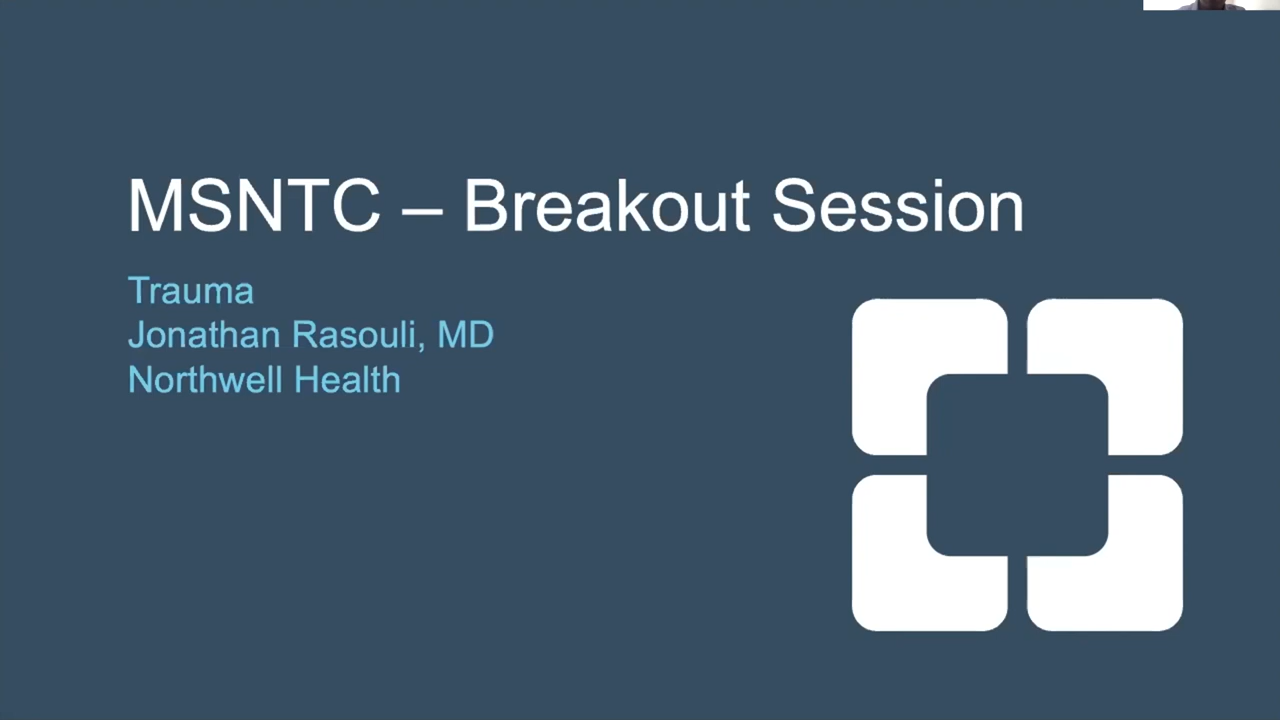 MSNTC – Breakout Session
Trauma
Jonathan Rasouli, MD
Northwell Health